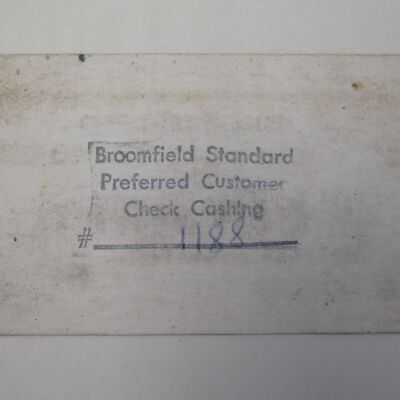 Broomfield Standard
Preferred Customer
Check Cashing
# 1188